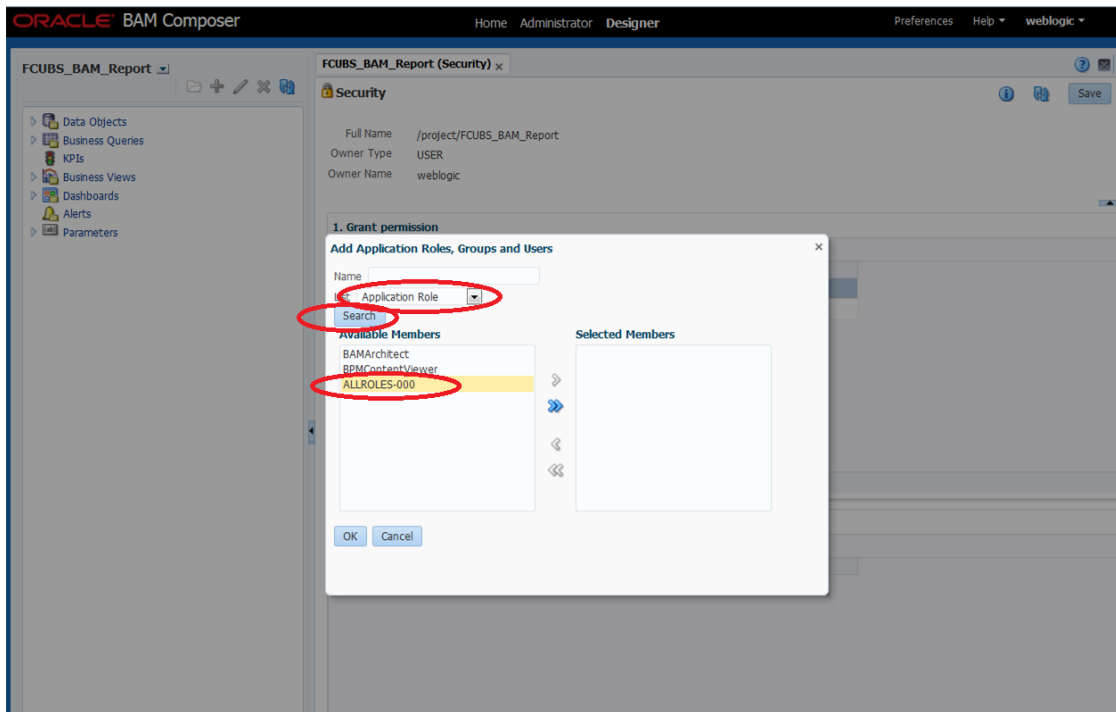 ORACLE BAM Composer
Home Administrator Designer
Preferences Help weblogic
FCUBS_BAM_Report
Data Objects
Business Queries
KPIs
Business Views
Dashboards
Alerts
Parameters
FCUBS_BAM_Report (Security)
Security
Save
Full Name /project/FCUBS_BAM_Report
Owner Type USER
Owner Name weblogic
1. Grant permission
Add Application Roles, Groups and Users
Name
List Application Role
Search
Available Members
BAMArchitect
BPMContentViewer
ALLROLES-000
Selected Members
OK Cancel